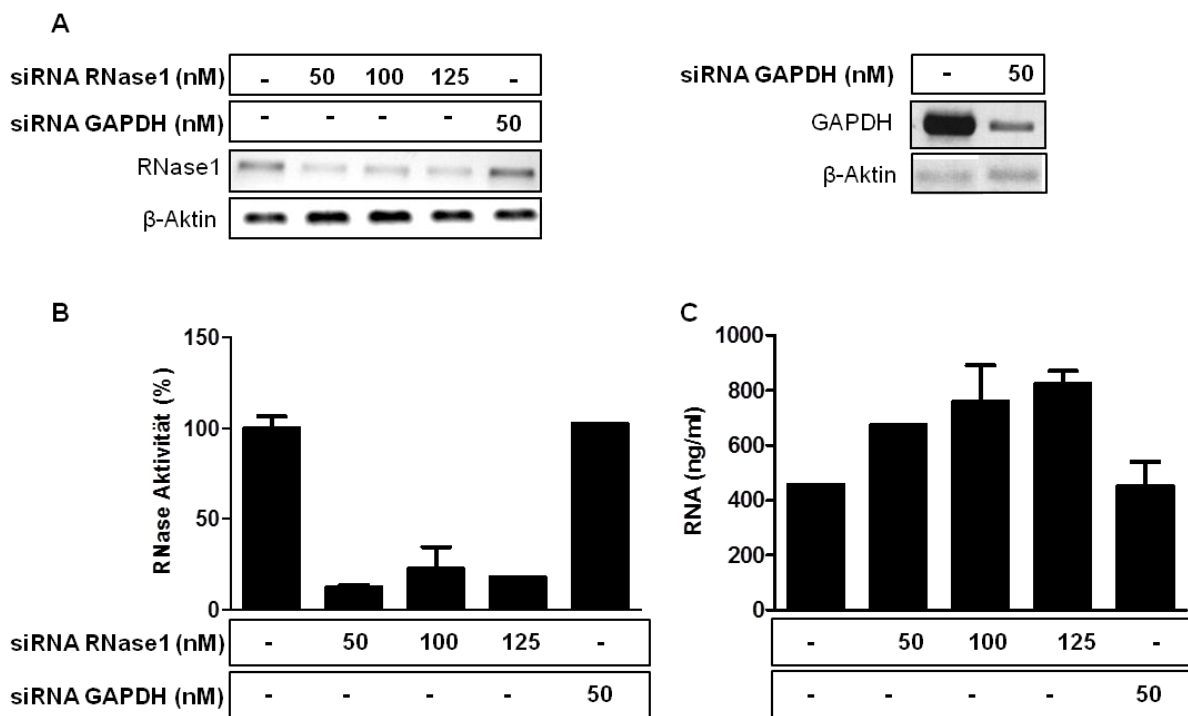 A
siRNA RNase1 (nM) - 50 100 125 -
siRNA GAPDH (nM) - - - - 50
RNase1
β-Aktin
siRNA GAPDH (nM) - 50
GAPDH
β-Aktin
B
RNase Aktivität (%)
150
100
50
0
siRNA RNase1 (nM) - 50 100 125 -
siRNA GAPDH (nM) - - - - 50
C
RNA (ng/ml)
1000
800
600
400
200
0
- 50 100 125 -
- - - - 50